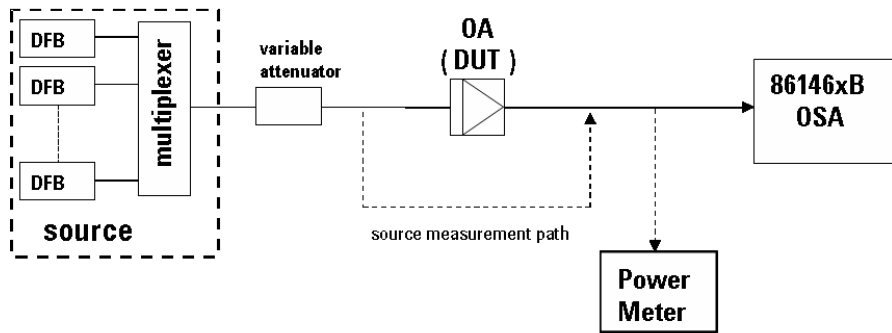 DFB
DFB
DFB
multiplexer
source
variable
attenuator
OA
( DUT )
86146xB
OSA
source measurement path
Power
Meter